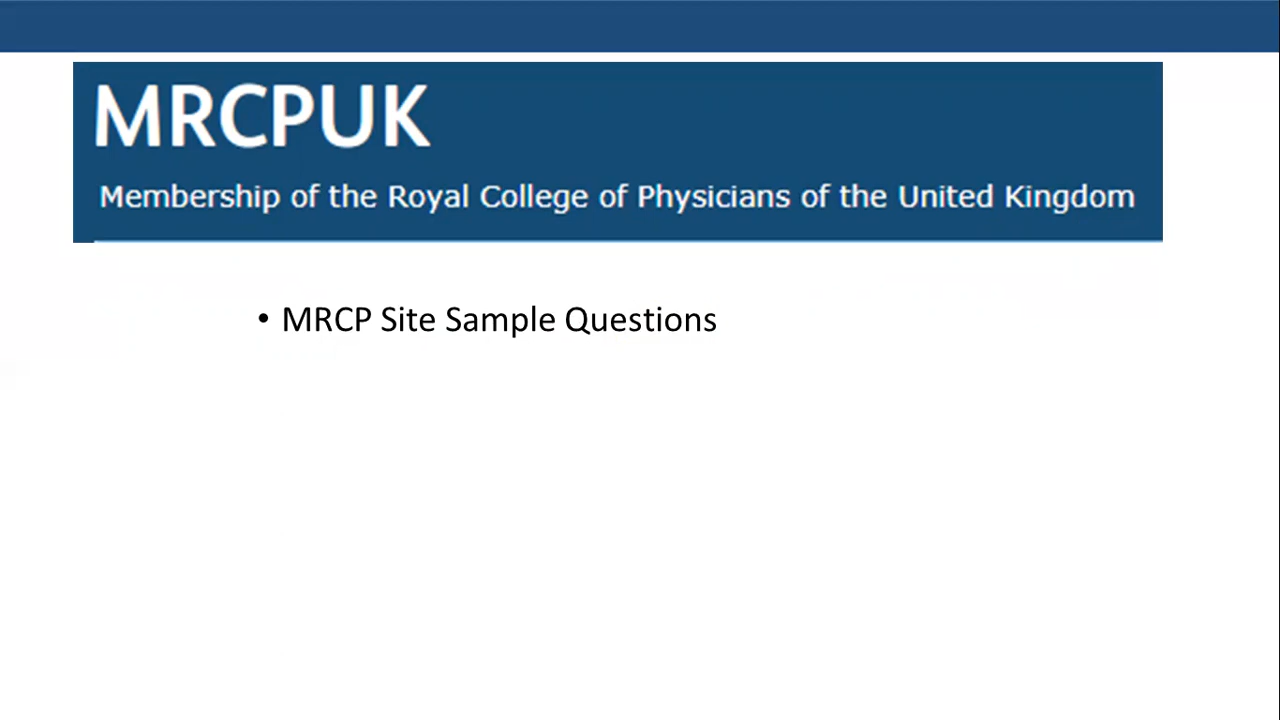 MRCPUK
Membership of the Royal College of Physicians of the United Kingdom
• MRCP Site Sample Questions